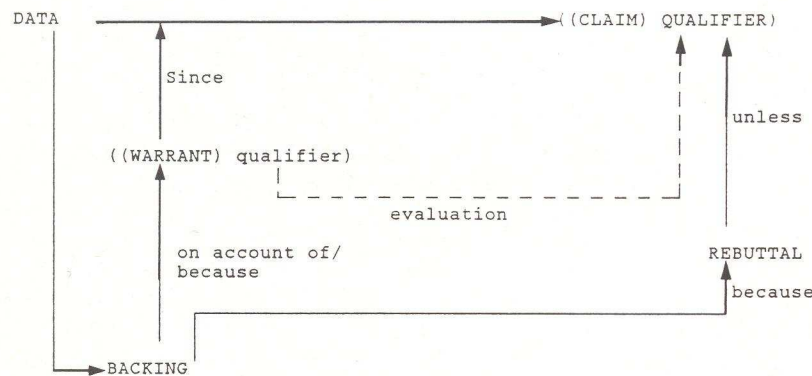 DATA ((CLAIM) QUALIFIER)
Since
unless
((WARRANT) qualifier)
evaluation
on account of/
because
REBUTTAL
because
BACKING